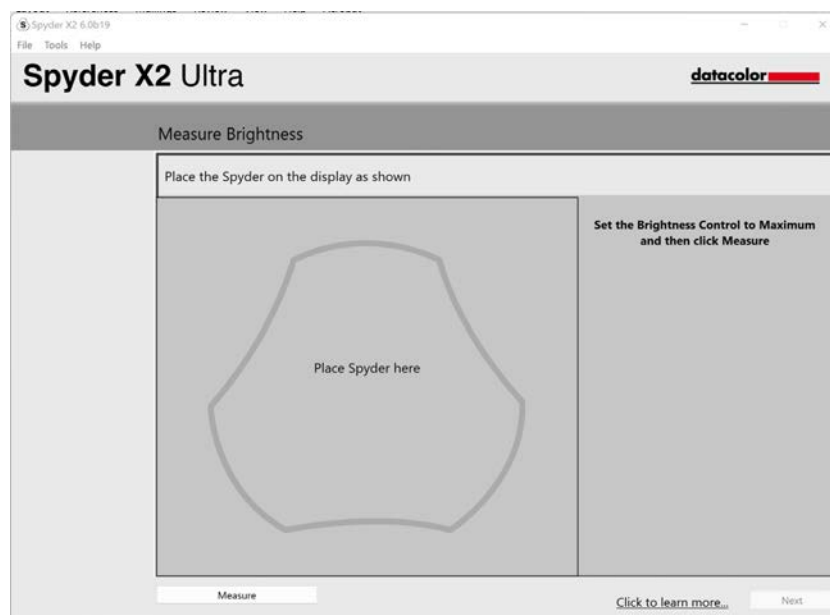 Spyder X2 6.0b19
File Tools Help
Spyder X2 Ultra
datacolor
Measure Brightness
Place the Spyder on the display as shown
Set the Brightness Control to Maximum
and then click Measure
Place Spyder here
Measure
Click to learn more...
Next